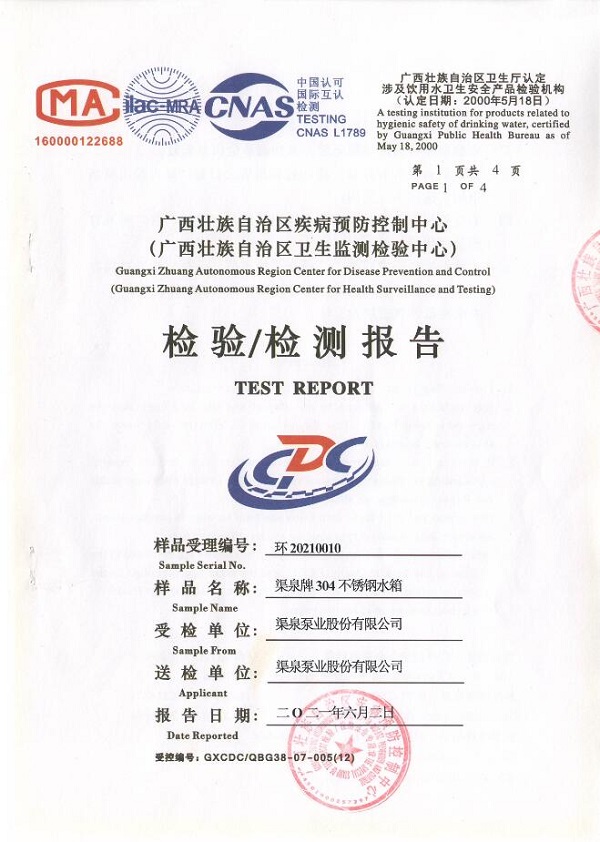 MA
160000122688
ilac-MRA
CNAS
中国认可
国际互认
检测
TESTING
CNAS L1789
广西壮族自治区卫生厅认定
涉及饮用水卫生安全产品检验机构
(认定日期：2000年5月18日)
A testing institution for products related to
hygienic safety of drinking water, certified
by Guangxi Public Health Bureau as of
May 18, 2000
第 1 页共 4 页
PAGE 1 OF 4
广西壮族自治区疾病预防控制中心
(广西壮族自治区卫生监测检验中心)
Guangxi Zhuang Autonomous Region Center for Disease Prevention and Control
(Guangxi Zhuang Autonomous Region Center for Health Surveillance and Testing)
检验/检测报告
TEST REPORT
CDC
样品受理编号： 环 20210010
Sample Serial No.
样品名称： 渠泉牌 304 不锈钢水箱
Sample Name
受检单位： 渠泉泵业股份有限公司
Sample From
送检单位： 渠泉泵业股份有限公司
Applicant
报告日期： 二〇二一年六月二日
Date Reported
受控编号：GXCDC/QBG38-07-005(12)